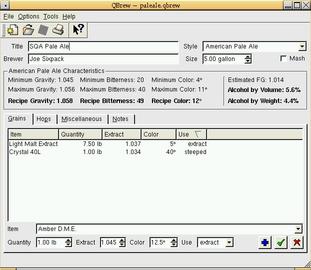 QBrew – paleale.qbrew
File Options Tools Help
Title SQA Pale Ale Style American Pale Ale
Brewer Joe Sixpack Size 5.00 gallon Mash
American Pale Ale Characteristics
Minimum Gravity: 1.045 Minimum Bitterness: 20 Minimum Color: 4° Estimated FG: 1.014
Maximum Gravity: 1.056 Maximum Bitterness: 40 Maximum Color: 11° Alcohol by Volume: 5.6%
Recipe Gravity: 1.058 Recipe Bitterness: 49 Recipe Color: 12° Alcohol by Weight: 4.4%
Grains Hops Miscellaneous Notes
Item Quantity Extract Color Use
Light Malt Extract 7.50 lb 1.037 5° extract
Crystal 40L 1.00 lb 1.034 40° steeped
Item Amber D.M.E.
Quantity 1.00 lb Extract 1.045 Color 12.5° Use extract